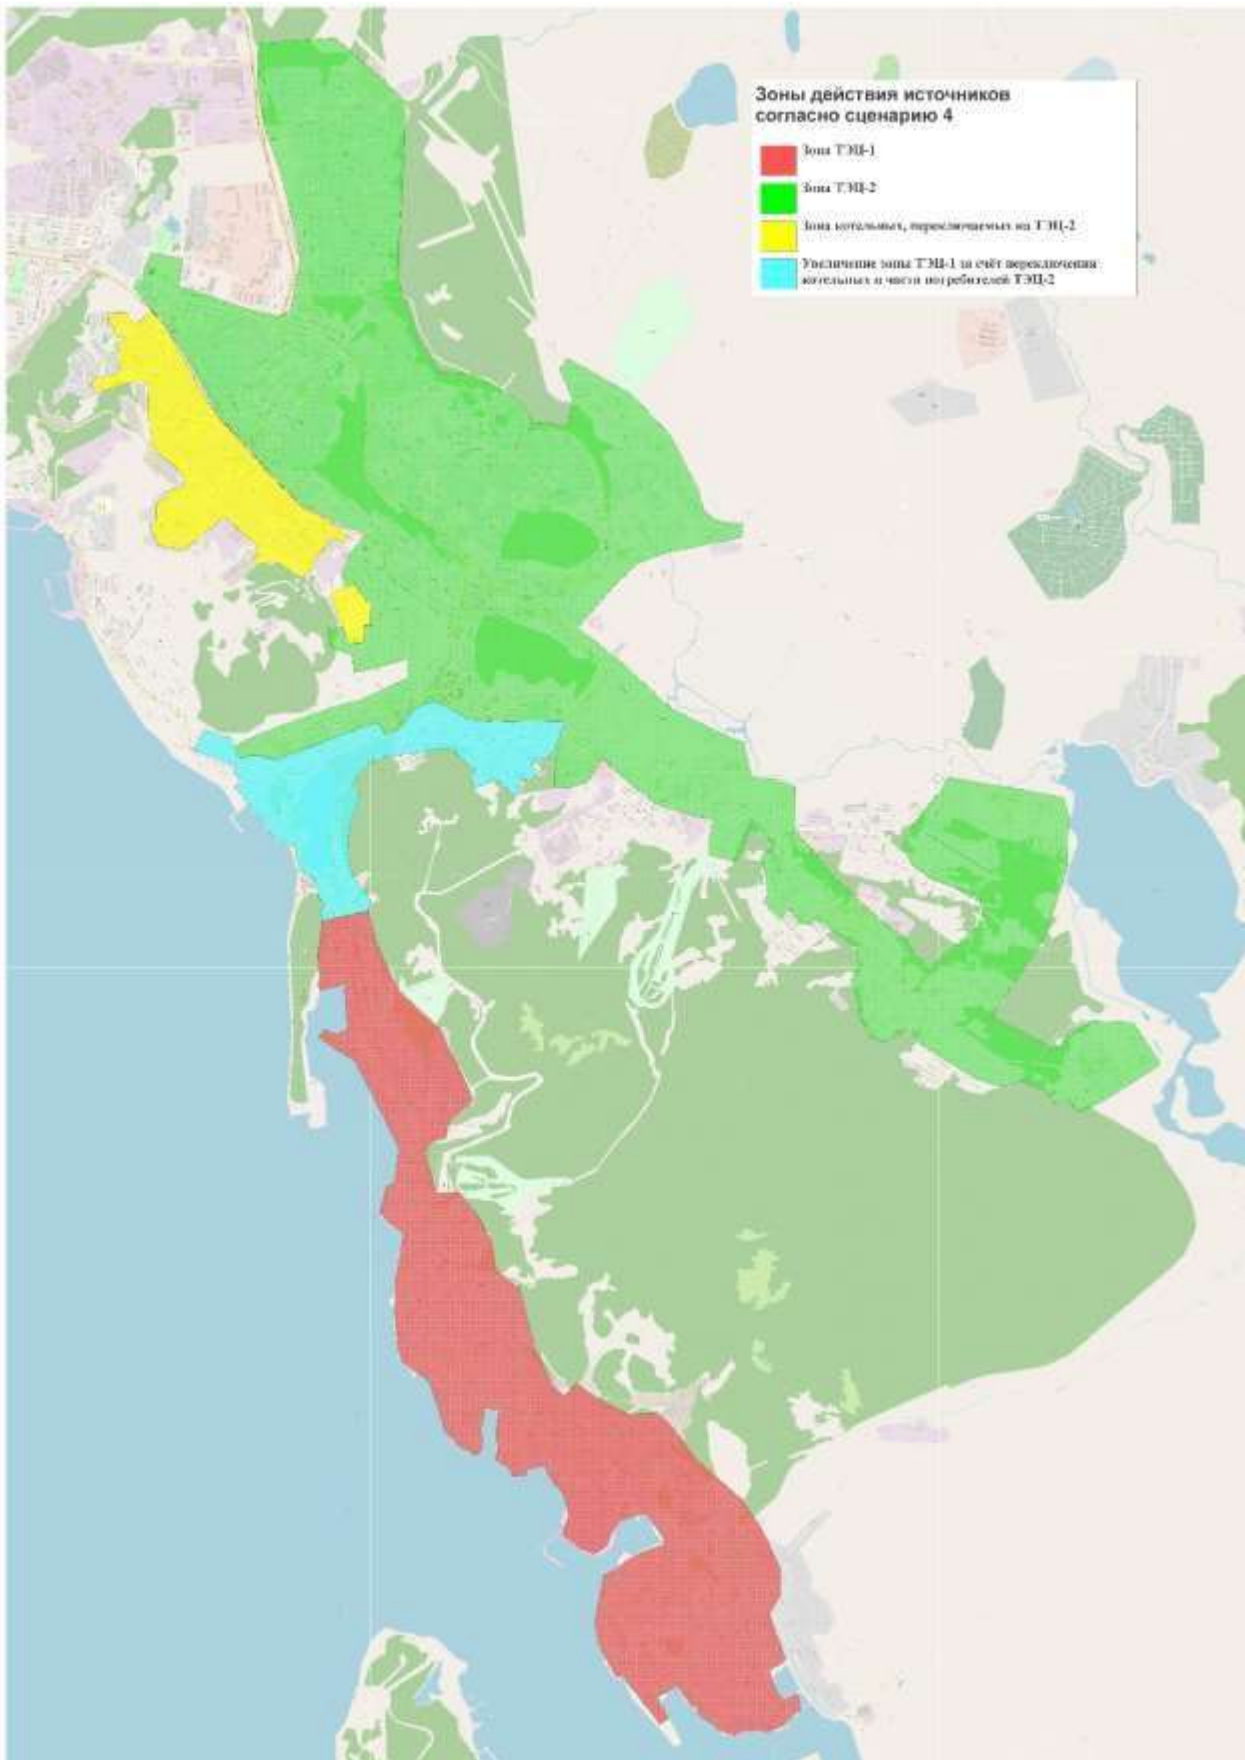 Зоны действия источников
согласно сценарию 4
Зона ТЭЦ-1
Зона ТЭЦ-2
Зона котельных, переключаемых на ТЭЦ-2
Увеличение зоны ТЭЦ-1 за счёт переключения
котельных и части потребителей ТЭЦ-2